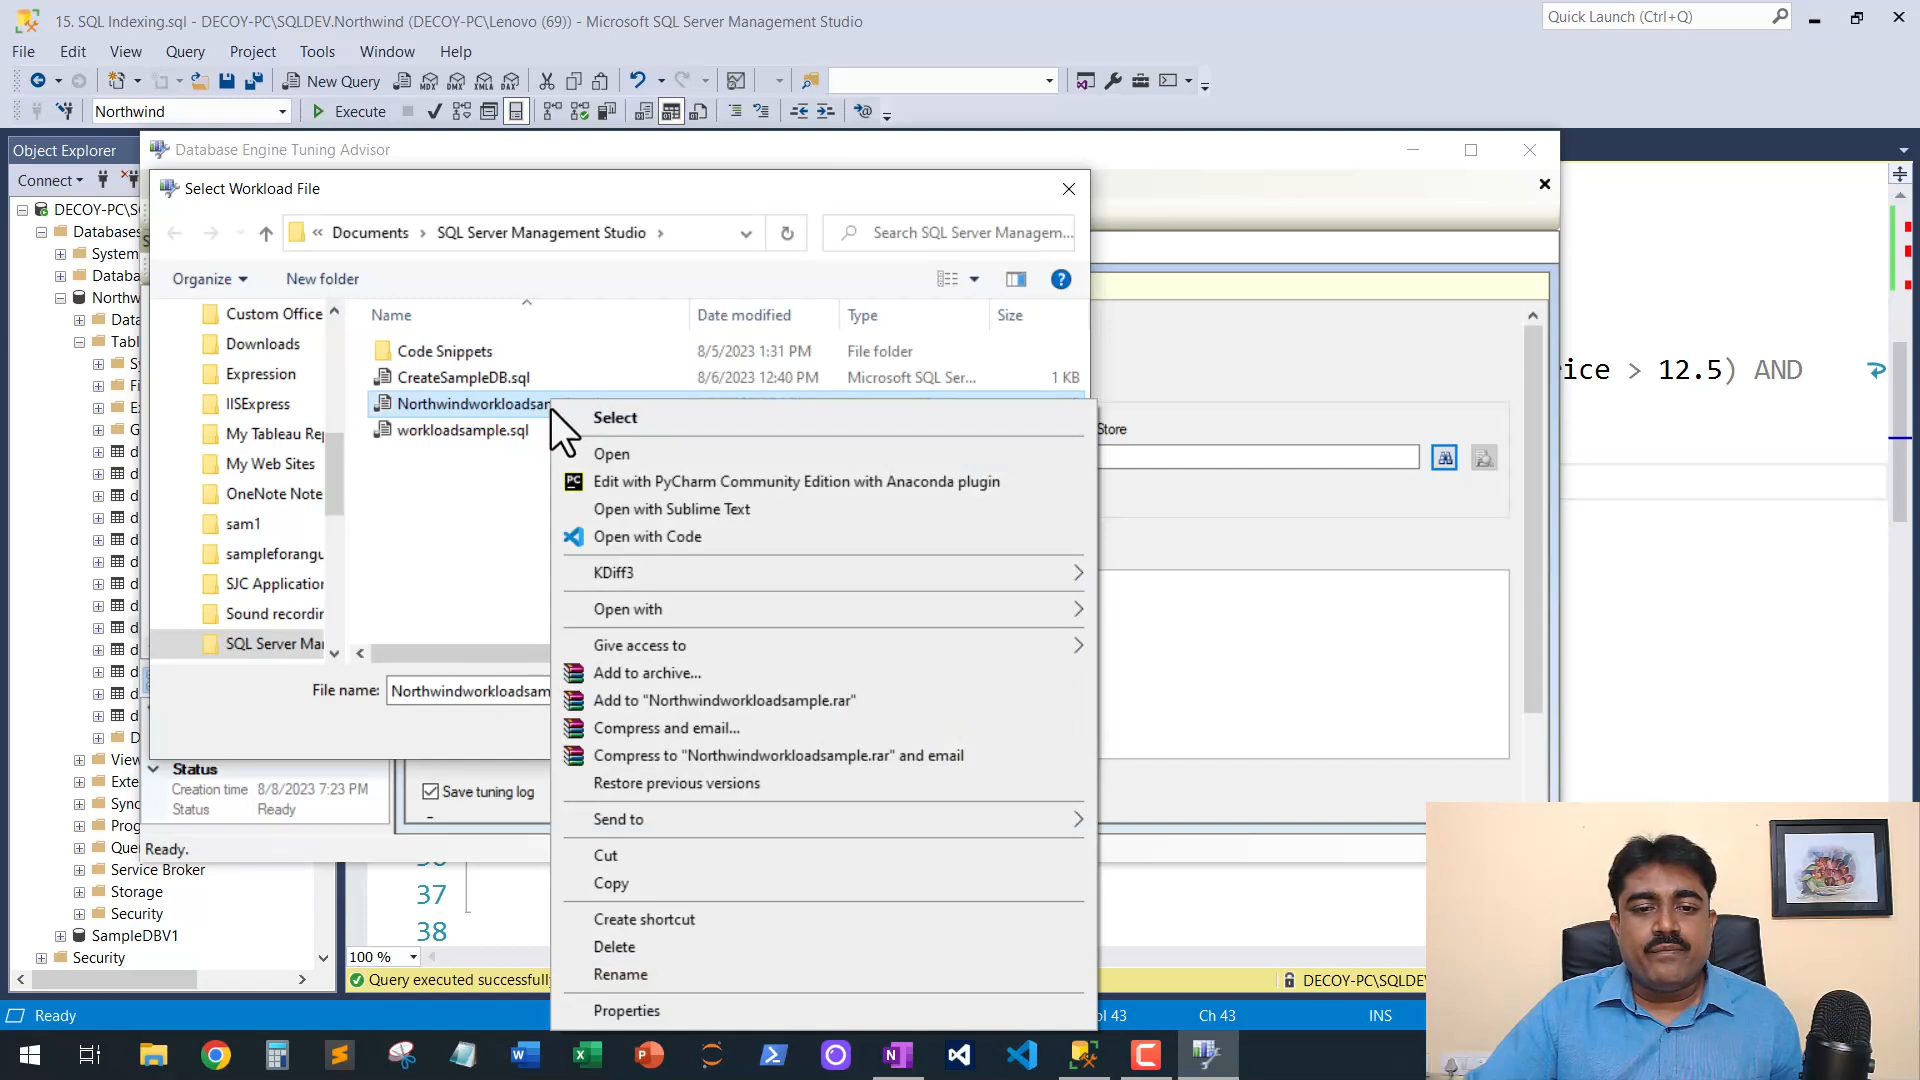 15. SQL Indexing.sql - DECOY-PC\SQLDEV.Northwind (DECOY-PC\Lenovo (69)) - Microsoft SQL Server Management Studio
Quick Launch (Ctrl+Q)
File Edit View Query Project Tools Window Help
New Query
Northwind
Execute
Object Explorer
Connect
Database Engine Tuning Advisor
Select Workload File
Documents
SQL Server Management Studio
Search SQL Server Managem...
Organize
New folder
Name Date modified Type Size
Code Snippets 8/5/2023 1:31 PM File folder
CreateSampleDB.sql 8/6/2023 12:40 PM Microsoft SQL Ser... 1 KB
Northwindworkloadsam
workloadsample.sql
Custom Office
Downloads
Expression
IISExpress
My Tableau Rep
My Web Sites
OneNote Note
sam1
sampleforangu
SJC Application
Sound recordin
SQL Server Man
File name: Northwindworkloadsam
Select
Open
Edit with PyCharm Community Edition with Anaconda plugin
Open with Sublime Text
Open with Code
KDiff3
Open with
Give access to
Add to archive...
Add to "Northwindworkloadsample.rar"
Compress and email...
Compress to "Northwindworkloadsample.rar" and email
Restore previous versions
Send to
Cut
Copy
Create shortcut
Delete
Rename
Properties
Store
ice > 12.5) AND
DECOY-PC\S
Databases
System
Databa
Northw
Data
Tabl
View
Exte
Syno
Prog
Que
Service Broker
Storage
Security
SampleDBV1
Security
Status
Creation time 8/8/2023 7:23 PM
Status Ready
Save tuning log
Ready.
37
38
100 %
Query executed successfully
DECOY-PC\SQLDE
Ready
Ch 43
INS